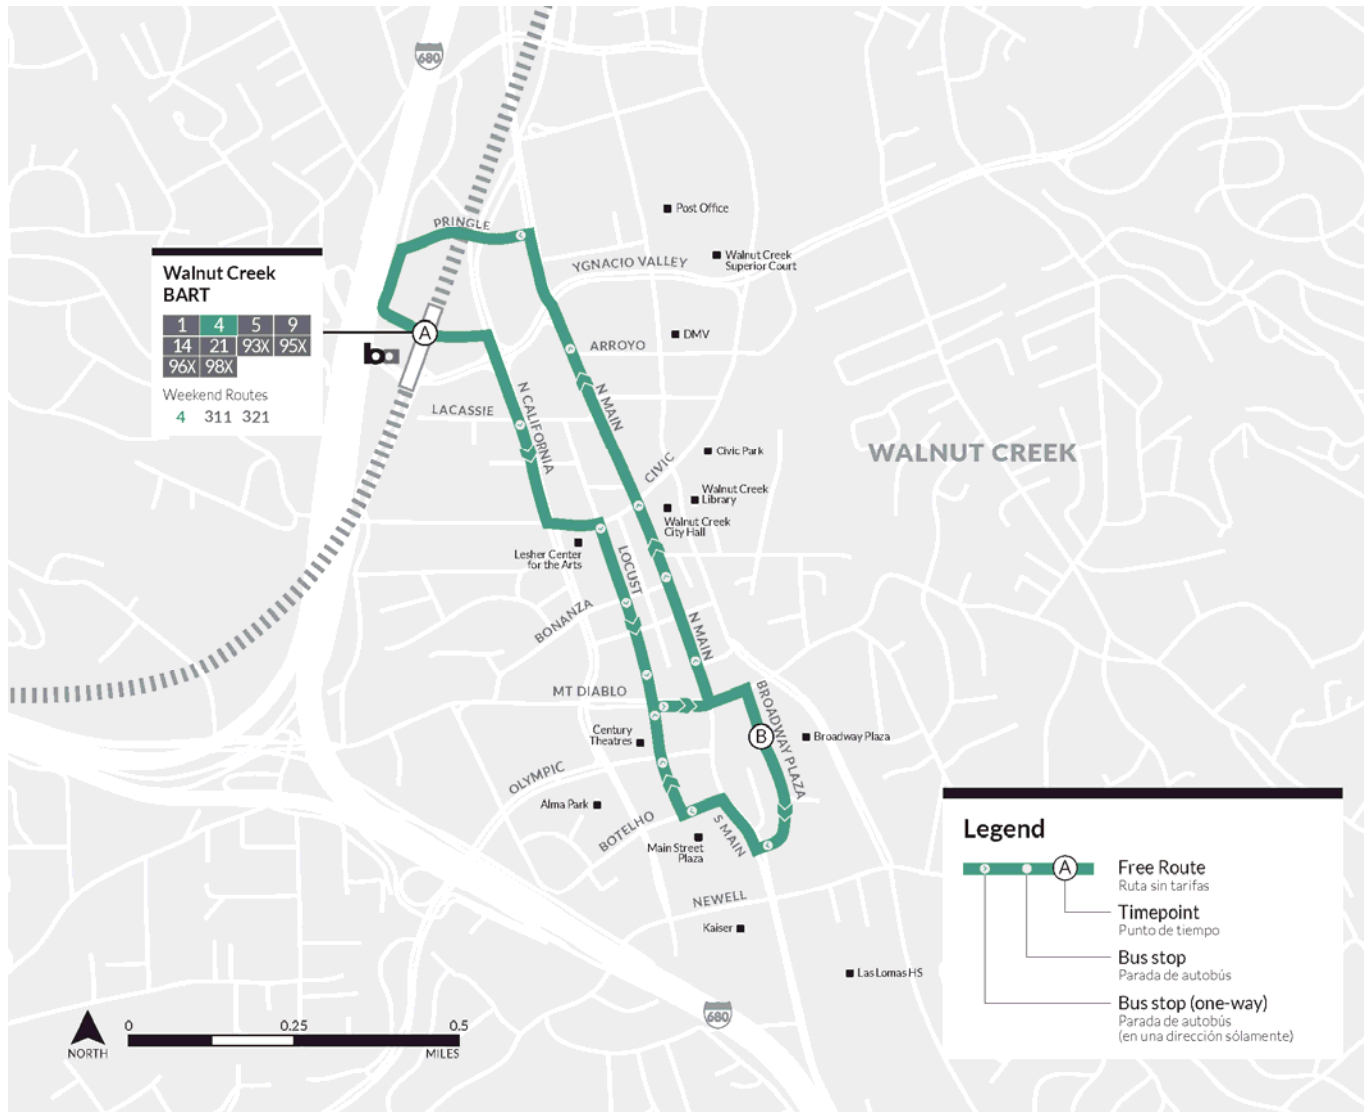 680
PRINGLE
Post Office
Walnut Creek
Superior Court
YGNACIO VALLEY
Walnut Creek
BART
1 4 5 9
14 21 93X 95X
96X 98X
Weekend Routes
4 311 321
A
ba
DMV
ARROYO
N MAIN
LACASSIE
N CALIFORNIA
CIVIC
Civic Park
WALNUT CREEK
Walnut Creek
Library
Walnut Creek
City Hall
Lesher Center
for the Arts
LOCUST
BONANZA
N MAIN
MT DIABLO
BROADWAY PLAZA
Century
Theatres
B
Broadway Plaza
OLYMPIC
Alma Park
BOTELHO
S MAIN
Main Street
Plaza
NEWELL
Kaiser
Las Lomas HS
680
NORTH
0 0.25 0.5
MILES
Legend
A
Free Route
Ruta sin tarifas
Timepoint
Punto de tiempo
Bus stop
Parada de autobús
Bus stop (one-way)
Parada de autobús
(en una dirección sólamente)